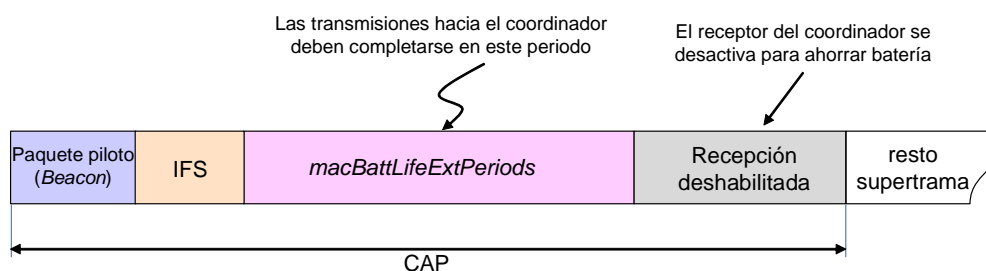 Las transmisiones hacia el coordinador
deben completarse en este periodo
El receptor del coordinador se
desactiva para ahorrar batería
Paquete piloto
(Beacon)
IFS
macBattLifeExtPeriods
Recepción
deshabilitada
resto
supertrama
CAP